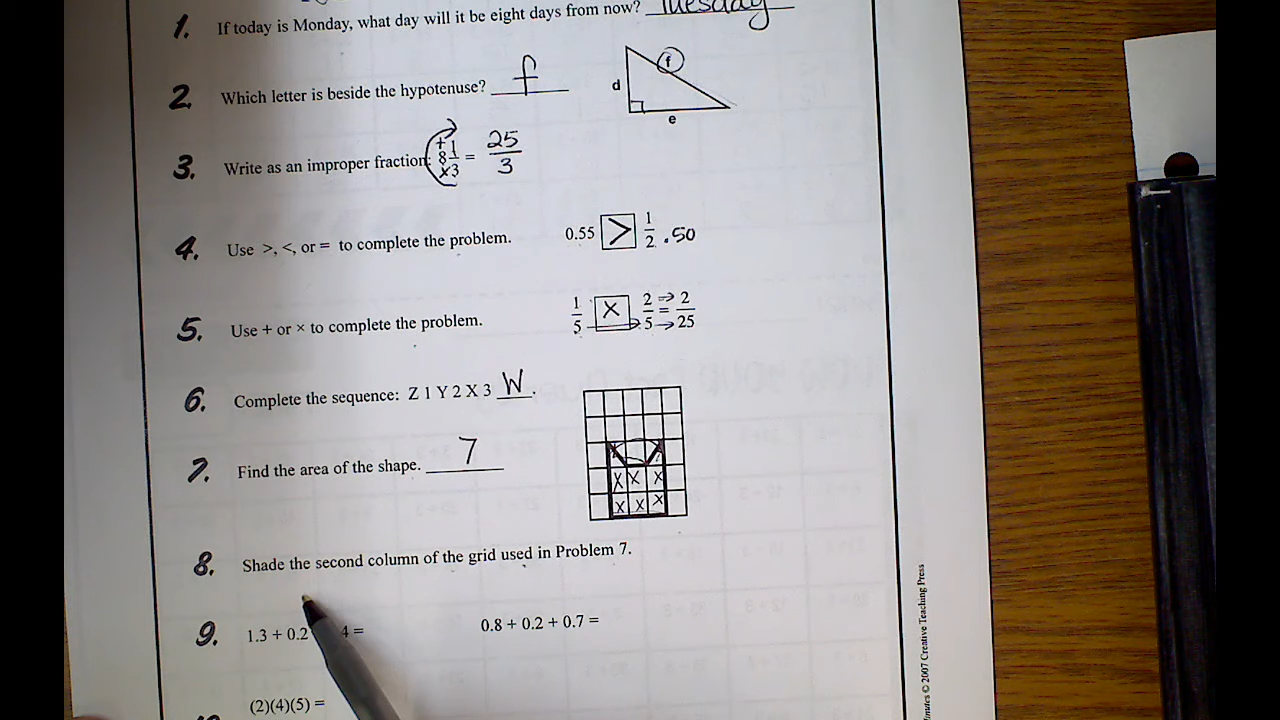 1. If today is Monday, what day will it be eight days from now? Tuesday
2. Which letter is beside the hypotenuse? f
d
f
e
3. Write as an improper fraction: 8 1/3 + x = 25/3
4. Use >, <, or = to complete the problem. 0.55 > 1/2 .50
5. Use + or × to complete the problem. 1/5 x 2/5 = 2/25
6. Complete the sequence: Z 1 Y 2 X 3 W.
7. Find the area of the shape. 7
X X X
X X X
8. Shade the second column of the grid used in Problem 7.
9. 1.3 + 0.2 4 = 0.8 + 0.2 + 0.7 =
(2)(4)(5) =
© 2007 Creative Teaching Press